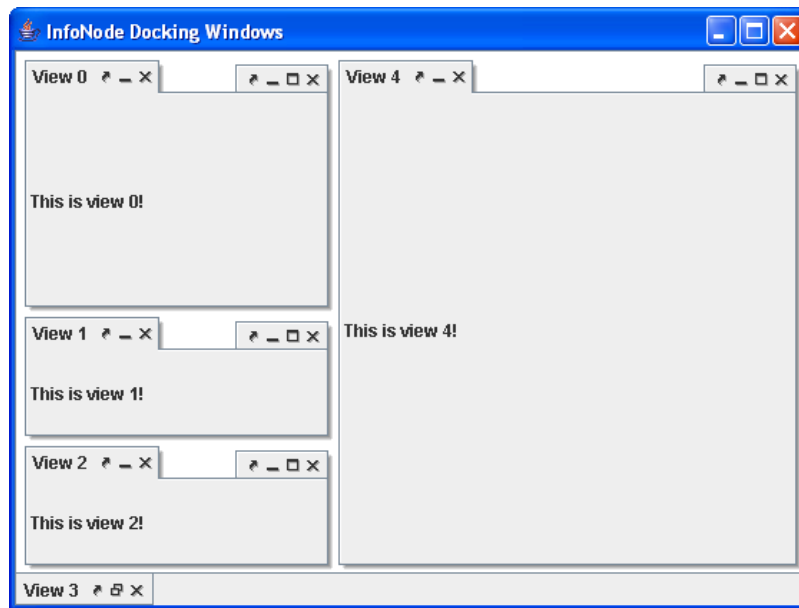 InfoNode Docking Windows
View 0
This is view 0!
View 1
This is view 1!
View 2
This is view 2!
View 4
This is view 4!
View 3